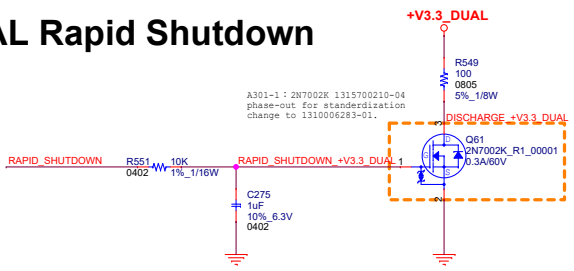 AL Rapid Shutdown
+V3.3_DUAL
R549
100
0805
5%_1/8W
A301-1 : 2N7002K 1315700210-04
phase-out for standerdization
change to 1310006283-01.
DISCHARGE_+V3.3_DUAL
3
D
Q61
2N7002K_R1_00001
0.3A/60V
G
S
1
2
RAPID_SHUTDOWN
R551
10K
0402
1%_1/16W
RAPID_SHUTDOWN_+V3.3_DUAL
C275
1uF
10%_6.3V
0402